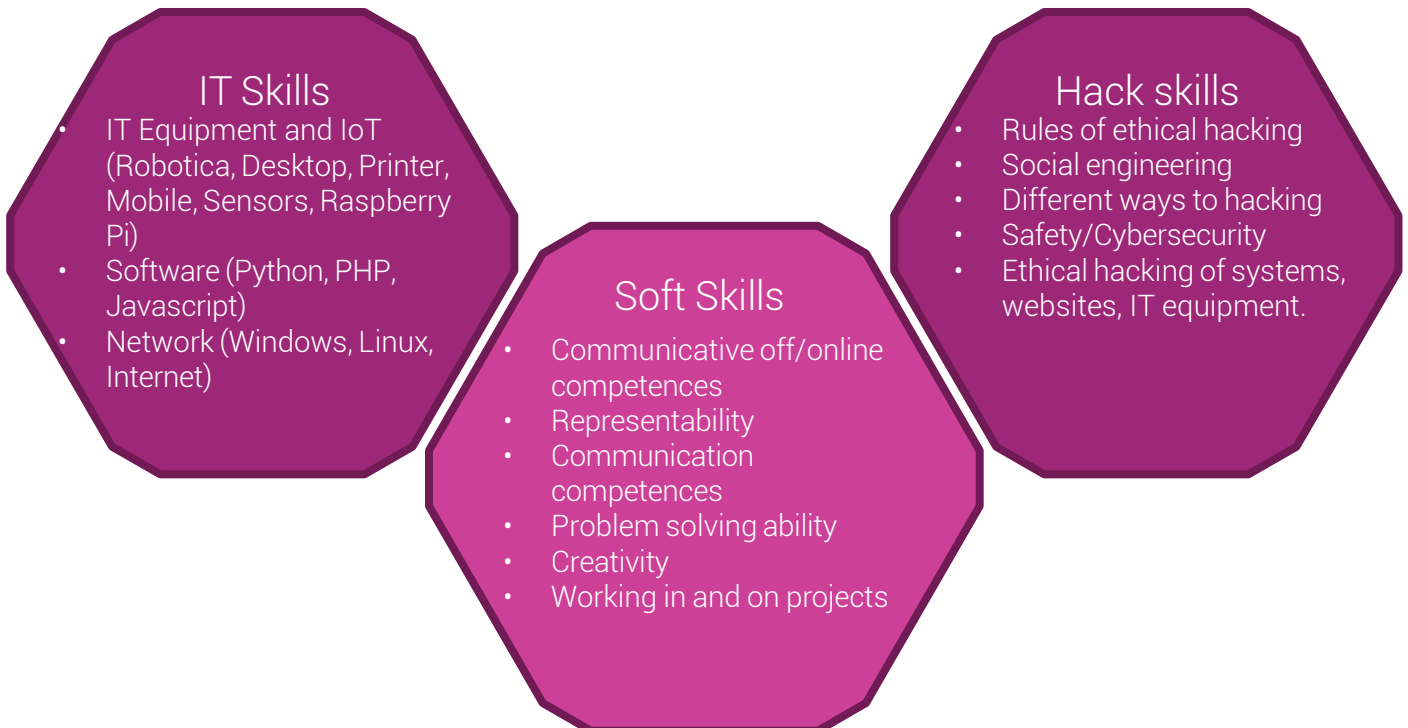 IT Skills
• IT Equipment and IoT
(Robotica, Desktop, Printer,
Mobile, Sensors, Raspberry
Pi)
• Software (Python, PHP,
Javascript)
• Network (Windows, Linux,
Internet)
Soft Skills
• Communicative off/online
competences
• Representability
• Communication
competences
• Problem solving ability
• Creativity
• Working in and on projects
Hack skills
• Rules of ethical hacking
• Social engineering
• Different ways to hacking
• Safety/Cybersecurity
• Ethical hacking of systems,
websites, IT equipment.